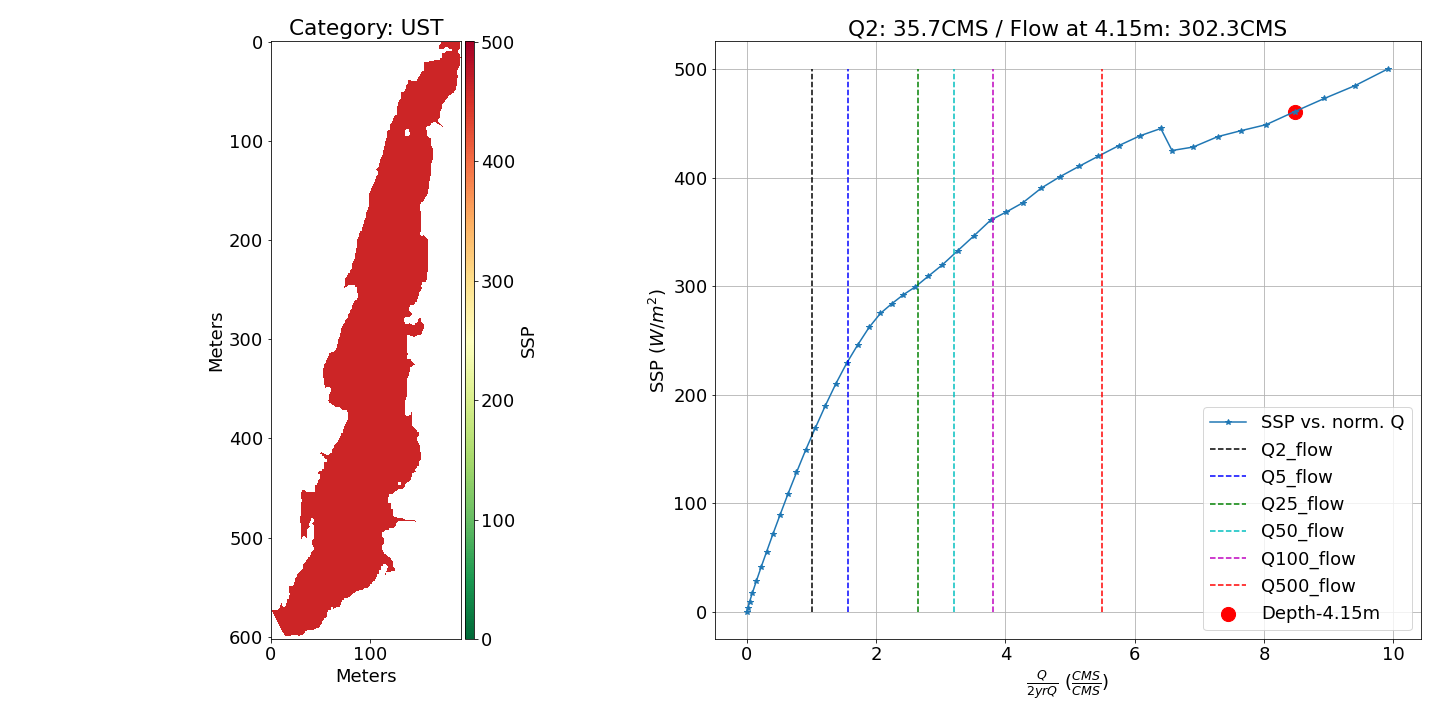 Category: UST
0
100
200
300
400
500
600
Meters
0
100
Meters
500
400
300
200
100
0
SSP
Q2: 35.7CMS / Flow at 4.15m: 302.3CMS
500
400
300
200
100
0
SSP (W/m²)
0
2
4
6
8
10
Q/2yrQ (CMS/CMS)
SSP vs. norm. Q
Q2_flow
Q5_flow
Q25_flow
Q50_flow
Q100_flow
Q500_flow
Depth-4.15m